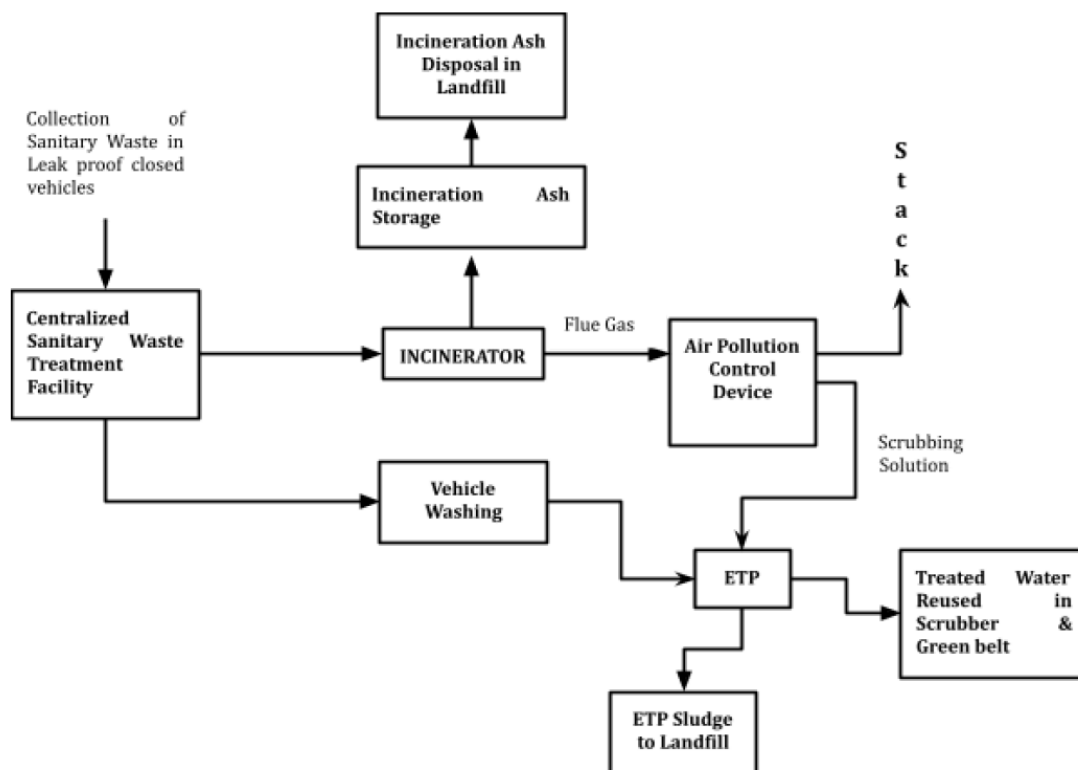 Incineration Ash
Disposal in
Landfill
Collection of
Sanitary Waste in
Leak proof closed
vehicles
S
t
a
c
k
Incineration Ash
Storage
Centralized
Sanitary Waste
Treatment
Facility
INCINERATOR
Flue Gas
Air Pollution
Control
Device
Scrubbing
Solution
Vehicle
Washing
ETP
Treated Water
Reused in
Scrubber &
Green belt
ETP Sludge
to Landfill